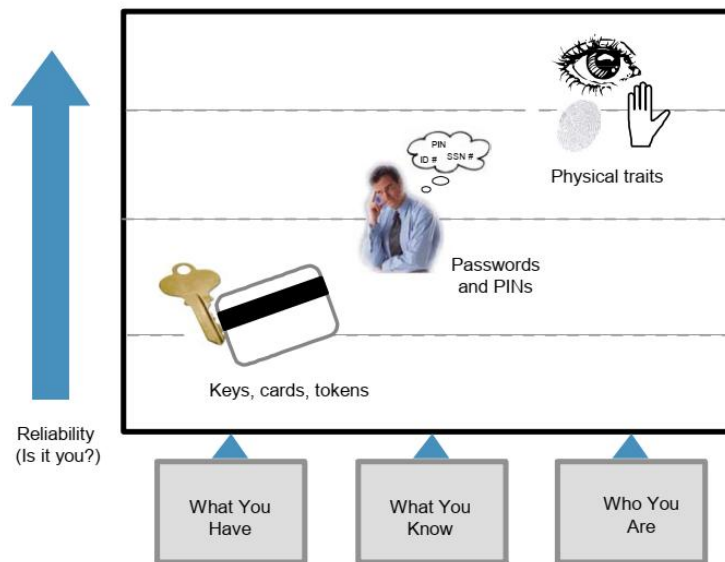 PIN
ID # SSN #
Physical traits
Passwords
and PINs
Keys, cards, tokens
Reliability
(Is it you?)
What You
Have
What You
Know
Who You
Are